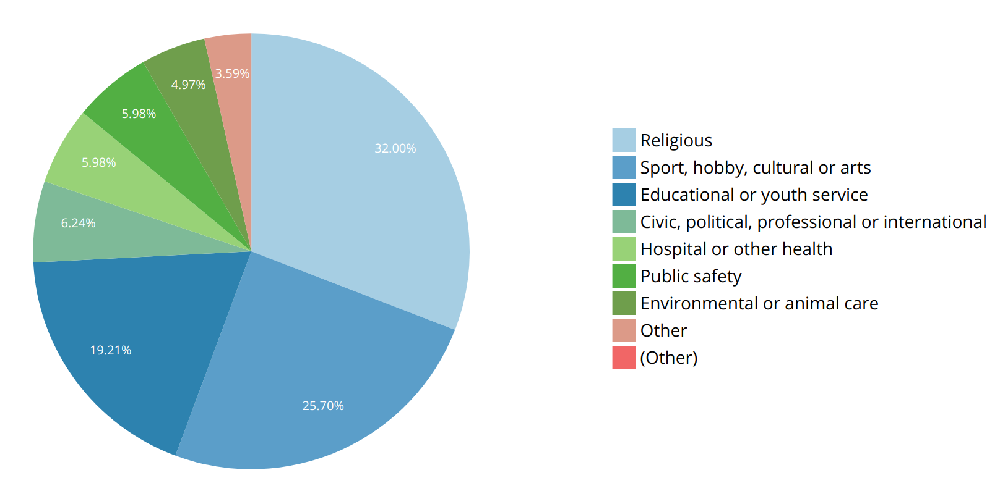 3.59%
4.97%
5.98%
32.00%
5.98%
6.24%
19.21%
25.70%
Religious
Sport, hobby, cultural or arts
Educational or youth service
Civic, political, professional or international
Hospital or other health
Public safety
Environmental or animal care
Other
(Other)